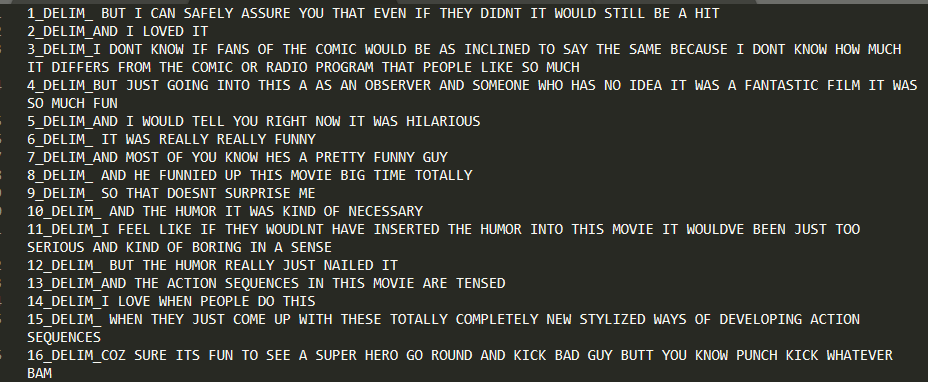 1_DELIM_ BUT I CAN SAFELY ASSURE YOU THAT EVEN IF THEY DIDNT IT WOULD STILL BE A HIT
2_DELIM_AND I LOVED IT
3_DELIM_I DONT KNOW IF FANS OF THE COMIC WOULD BE AS INCLINED TO SAY THE SAME BECAUSE I DONT KNOW HOW MUCH
IT DIFFERS FROM THE COMIC OR RADIO PROGRAM THAT PEOPLE LIKE SO MUCH
4_DELIM_BUT JUST GOING INTO THIS A AS AN OBSERVER AND SOMEONE WHO HAS NO IDEA IT WAS A FANTASTIC FILM IT WAS
SO MUCH FUN
5_DELIM_AND I WOULD TELL YOU RIGHT NOW IT WAS HILARIOUS
6_DELIM_ IT WAS REALLY REALLY FUNNY
7_DELIM_AND MOST OF YOU KNOW HES A PRETTY FUNNY GUY
8_DELIM_ AND HE FUNNIED UP THIS MOVIE BIG TIME TOTALLY
9_DELIM_ SO THAT DOESNT SURPRISE ME
10_DELIM_ AND THE HUMOR IT WAS KIND OF NECESSARY
11_DELIM_I FEEL LIKE IF THEY WOUDLNT HAVE INSERTED THE HUMOR INTO THIS MOVIE IT WOULDVE BEEN JUST TOO
SERIOUS AND KIND OF BORING IN A SENSE
12_DELIM_ BUT THE HUMOR REALLY JUST NAILED IT
13_DELIM_AND THE ACTION SEQUENCES IN THIS MOVIE ARE TENSED
14_DELIM_I LOVE WHEN PEOPLE DO THIS
15_DELIM_ WHEN THEY JUST COME UP WITH THESE TOTALLY COMPLETELY NEW STYLIZED WAYS OF DEVELOPING ACTION
SEQUENCES
16_DELIM_COZ SURE ITS FUN TO SEE A SUPER HERO GO ROUND AND KICK BAD GUY BUTT YOU KNOW PUNCH KICK WHATEVER
BAM